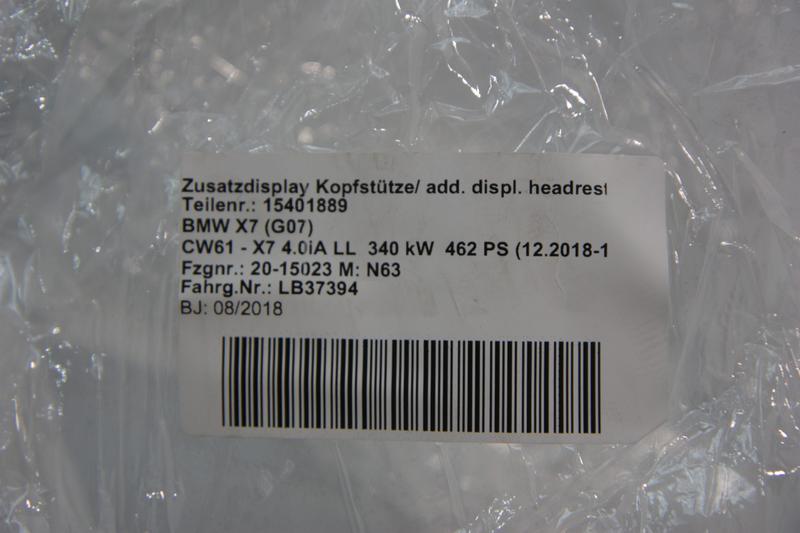 Zusatzdisplay Kopfstütze/ add. displ. headrest
Teilenr.: 15401889
BMW X7 (G07)
CW61 - X7 4.0iA LL 340 kW 462 PS (12.2018-1
Fzgnr.: 20-15023 M: N63
Fahrg.Nr.: LB37394
BJ: 08/2018